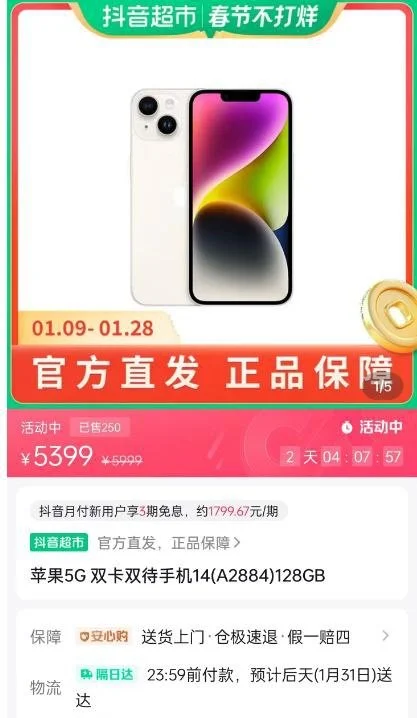 抖音超市 春节不打烊
01.09- 01.28
官方直发 正品保障
1/5
活动中 已售250
活动中
¥5399 ¥5999
2 天 04 : 07 : 57
抖音月付新用户享3期免息，约1799.67元/期
抖音超市 官方直发，正品保障
苹果5G 双卡双待手机14(A2884)128GB
保障 安心购 送货上门·仓极速退·假一赔四
物流 隔日达 23:59前付款，预计后天(1月31日)送
达